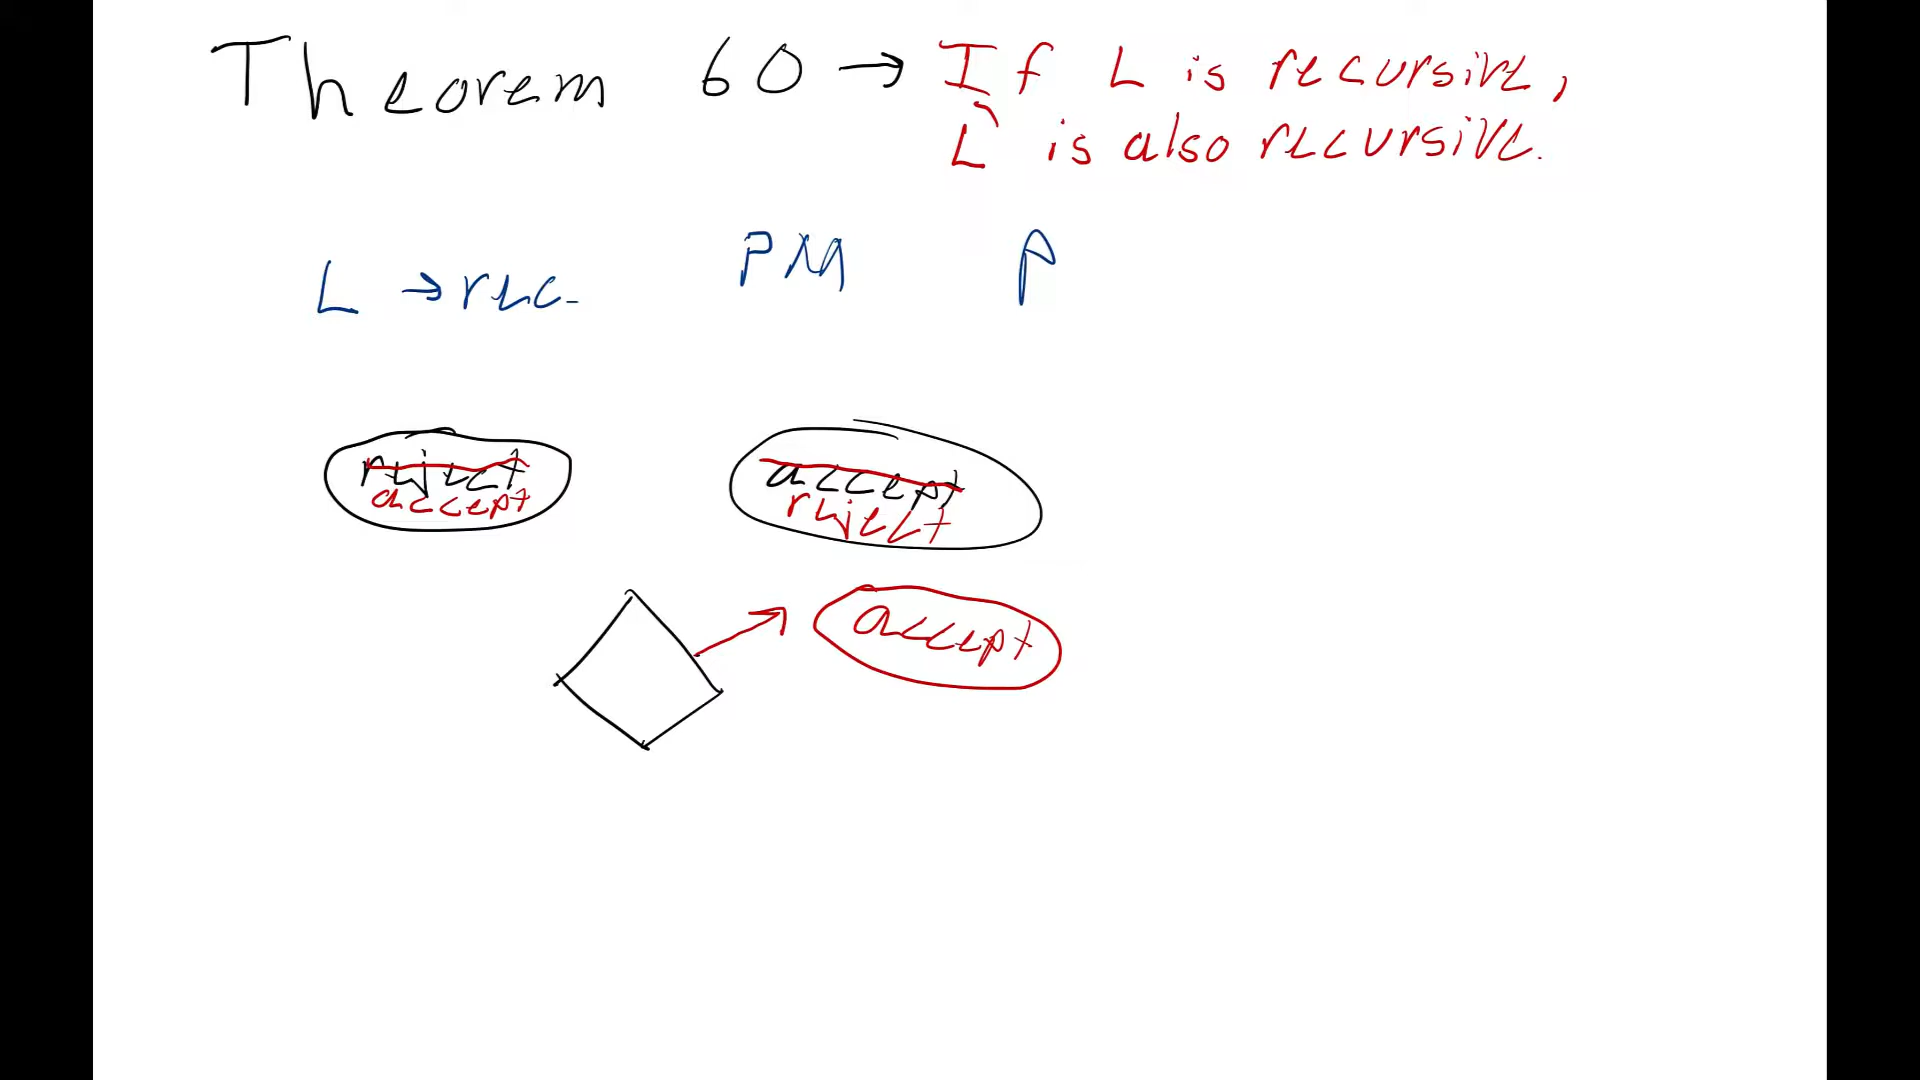 Theorem 60 → If L is recursive,
L' is also recursive.
L → rec.
PM
P
reject
accept
accept
reject
accept